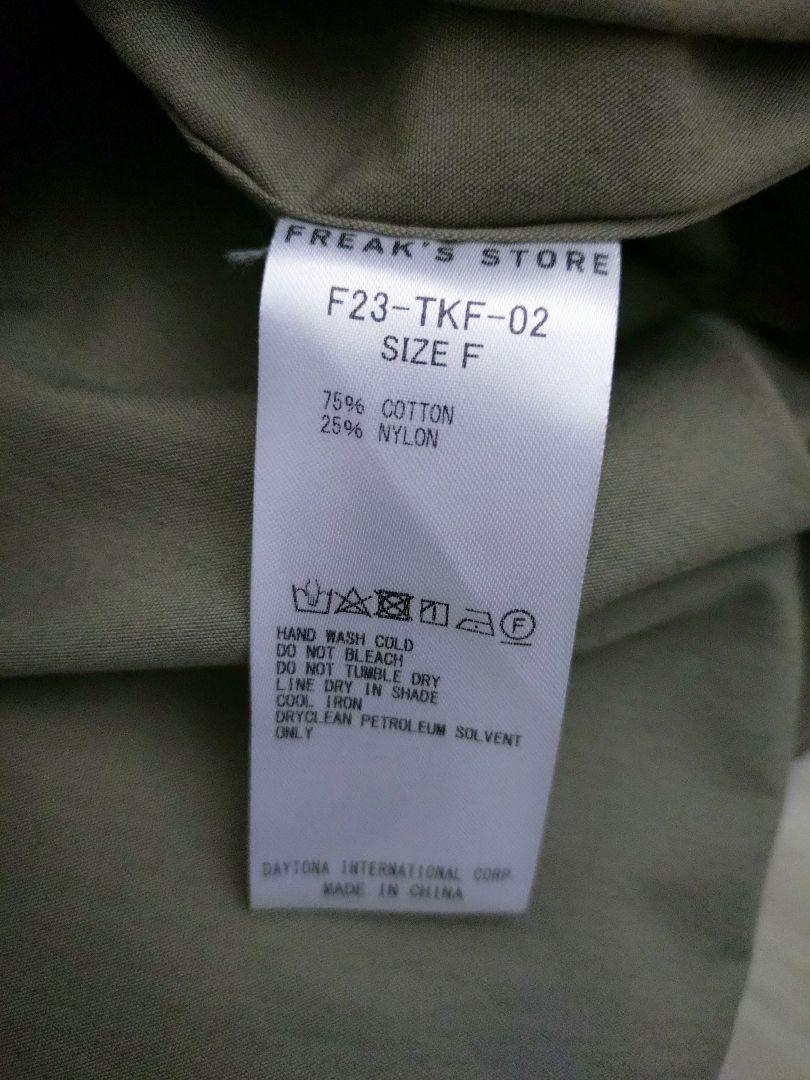 FREAK'S STORE
F23-TKF-02
SIZE F
75% COTTON
25% NYLON
F
HAND WASH COLD
DO NOT BLEACH
DO NOT TUMBLE DRY
LINE DRY IN SHADE
COOL IRON
DRYCLEAN PETROLEUM SOLVENT
ONLY
DAYTONA INTERNATIONAL CORP
MADE IN CHINA